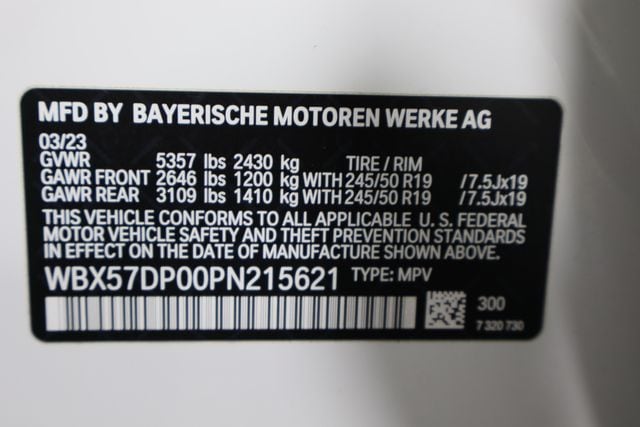 MFD BY BAYERISCHE MOTOREN WERKE AG
03/23
GVWR 5357 lbs 2430 kg TIRE / RIM
GAWR FRONT 2646 lbs 1200 kg WITH 245/50 R19 /7.5Jx19
GAWR REAR 3109 lbs 1410 kg WITH 245/50 R19 /7.5Jx19
THIS VEHICLE CONFORMS TO ALL APPLICABLE U. S. FEDERAL
MOTOR VEHICLE SAFETY AND THEFT PREVENTION STANDARDS
IN EFFECT ON THE DATE OF MANUFACTURE SHOWN ABOVE.
WBX57DP00PN215621 TYPE: MPV
300
7 320 730